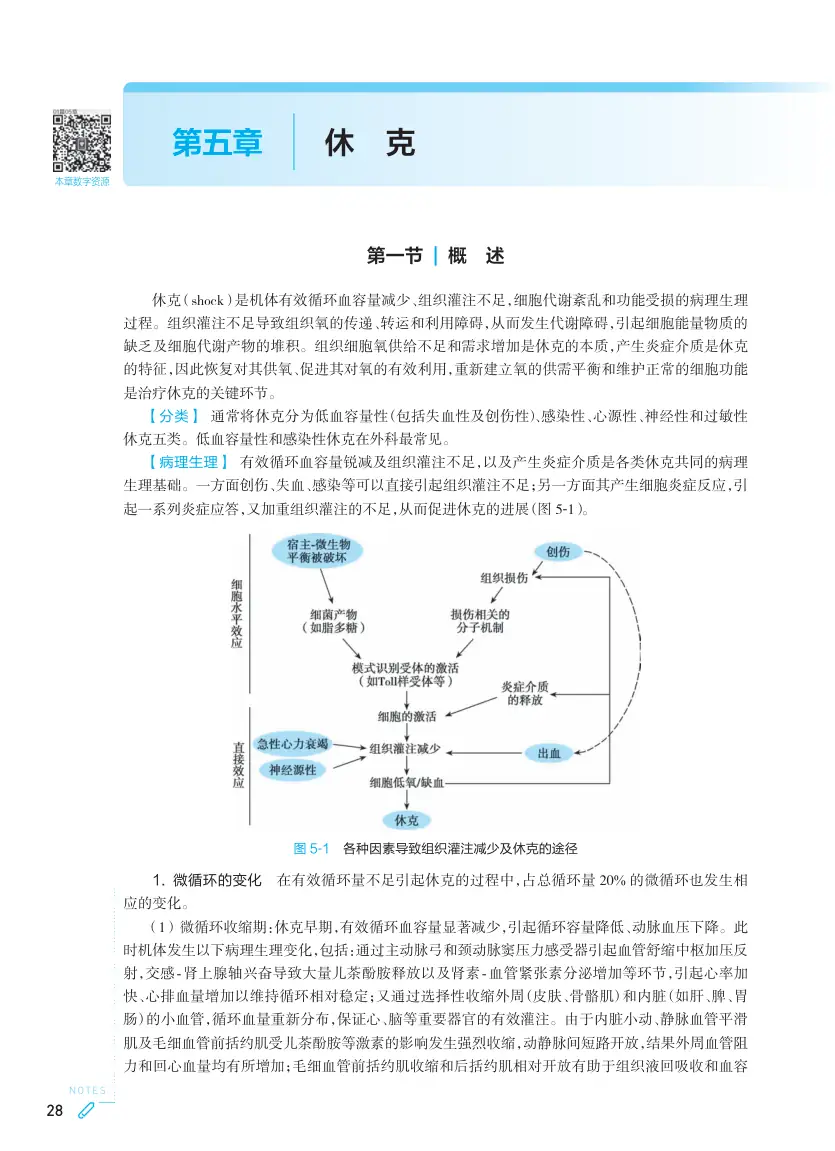 第五章 休 克
本章数字资源
第一节 概 述
休克(shock)是机体有效循环血容量减少、组织灌注不足,细胞代谢紊乱和功能受损的病理生理
过程。组织灌注不足导致组织氧的传递、转运和利用障碍,从而发生代谢障碍,引起细胞能量物质的
缺乏及细胞代谢产物的堆积。组织细胞氧供给不足和需求增加是休克的本质,产生炎症介质是休克
的特征,因此恢复对其供氧、促进其对氧的有效利用,重新建立氧的供需平衡和维护正常的细胞功能
是治疗休克的关键环节。
【分类】 通常将休克分为低血容量性(包括失血性及创伤性)、感染性、心源性、神经性和过敏性
休克五类。低血容量性和感染性休克在外科最常见。
【病理生理】 有效循环血容量锐减及组织灌注不足,以及产生炎症介质是各类休克共同的病理
生理基础。一方面创伤、失血、感染等可以直接引起组织灌注不足;另一方面其产生细胞炎症反应,引
起一系列炎症应答,又加重组织灌注的不足,从而促进休克的进展(图 5-1)。
宿主-微生物
平衡被破坏
创伤
组织损伤
细胞水平效应
细菌产物
(如脂多糖)
损伤相关的
分子机制
模式识别受体的激活
(如Toll样受体等)
炎症介质
的释放
细胞的激活
直接效应
急性心力衰竭
组织灌注减少
出血
神经源性
细胞低氧/缺血
休克
图 5-1 各种因素导致组织灌注减少及休克的途径
1. 微循环的变化 在有效循环量不足引起休克的过程中,占总循环量 20% 的微循环也发生相
应的变化。
(1)微循环收缩期:休克早期,有效循环血容量显著减少,引起循环容量降低、动脉血压下降。此
时机体发生以下病理生理变化,包括:通过主动脉弓和颈动脉窦压力感受器引起血管舒缩中枢加压反
射,交感-肾上腺轴兴奋导致大量儿茶酚胺释放以及肾素-血管紧张素分泌增加等环节,引起心率加
快、心排血量增加以维持循环相对稳定;又通过选择性收缩外周(皮肤、骨骼肌)和内脏(如肝、脾、胃
肠)的小血管,循环血量重新分布,保证心、脑等重要器官的有效灌注。由于内脏小动、静脉血管平滑
肌及毛细血管前括约肌受儿茶酚胺等激素的影响发生强烈收缩,动静脉间短路开放,结果外周血管阻
力和回心血量均有所增加;毛细血管前括约肌收缩和后括约肌相对开放有助于组织液回吸收和血容
NOTES
28